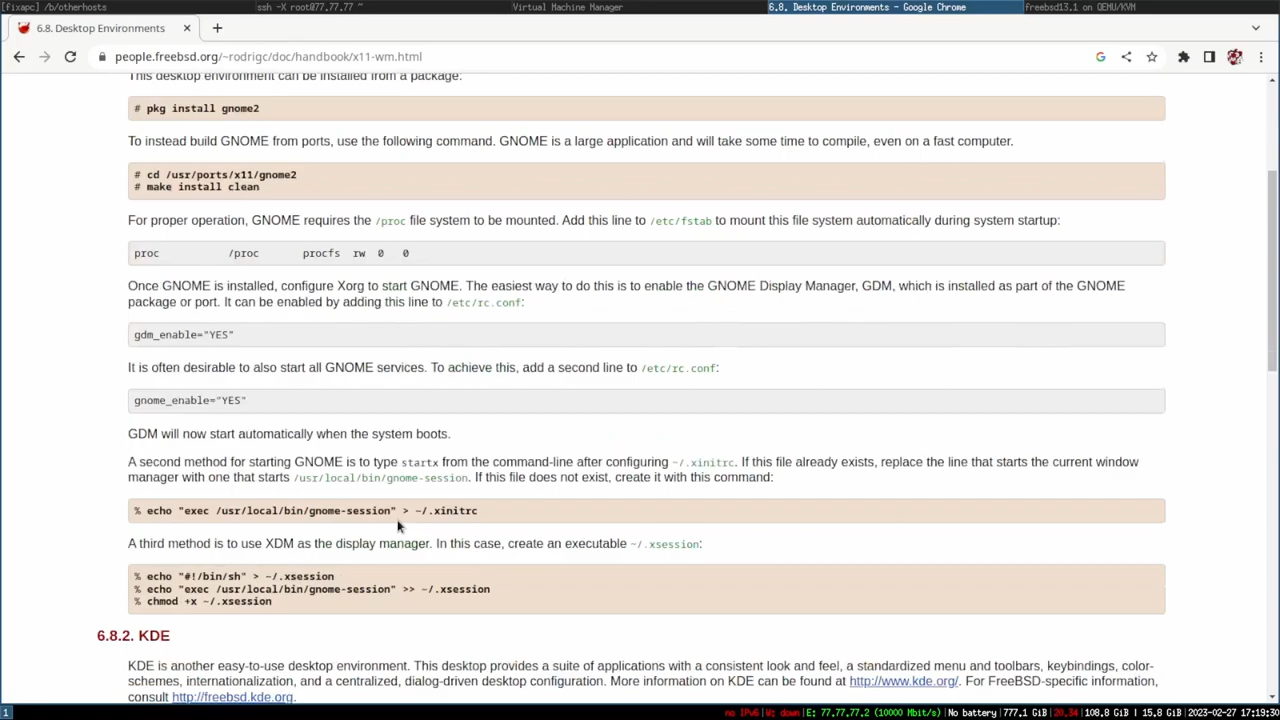 [fixapc] /b/otherhosts
ssh -X root@77.77.77 ~
Virtual Machine Manager
6.8. Desktop Environments - Google Chrome
freebsd13.1 on QEMU/KVM
6.8. Desktop Environments
people.freebsd.org/~rodrigc/doc/handbook/x11-wm.html
This desktop environment can be installed from a package:
# pkg install gnome2
To instead build GNOME from ports, use the following command. GNOME is a large application and will take some time to compile, even on a fast computer.
# cd /usr/ports/x11/gnome2
# make install clean
For proper operation, GNOME requires the /proc file system to be mounted. Add this line to /etc/fstab to mount this file system automatically during system startup:
proc /proc procfs rw 0 0
Once GNOME is installed, configure Xorg to start GNOME. The easiest way to do this is to enable the GNOME Display Manager, GDM, which is installed as part of the GNOME
package or port. It can be enabled by adding this line to /etc/rc.conf:
gdm_enable="YES"
It is often desirable to also start all GNOME services. To achieve this, add a second line to /etc/rc.conf:
gnome_enable="YES"
GDM will now start automatically when the system boots.
A second method for starting GNOME is to type startx from the command-line after configuring ~/.xinitrc. If this file already exists, replace the line that starts the current window
manager with one that starts /usr/local/bin/gnome-session. If this file does not exist, create it with this command:
% echo "exec /usr/local/bin/gnome-session" > ~/.xinitrc
A third method is to use XDM as the display manager. In this case, create an executable ~/.xsession:
% echo "#!/bin/sh" > ~/.xsession
% echo "exec /usr/local/bin/gnome-session" >> ~/.xsession
% chmod +x ~/.xsession
6.8.2. KDE
KDE is another easy-to-use desktop environment. This desktop provides a suite of applications with a consistent look and feel, a standardized menu and toolbars, keybindings, color-
schemes, internationalization, and a centralized, dialog-driven desktop configuration. More information on KDE can be found at http://www.kde.org/. For FreeBSD-specific information,
consult http://freebsd.kde.org.
1 no IPv6|W: down|E: 77.77.77.2 (10000 Mbit/s)|No battery|777.1 GiB|20.34|108.8 GiB | 15.8 GiB|2023-02-27 17:19:30